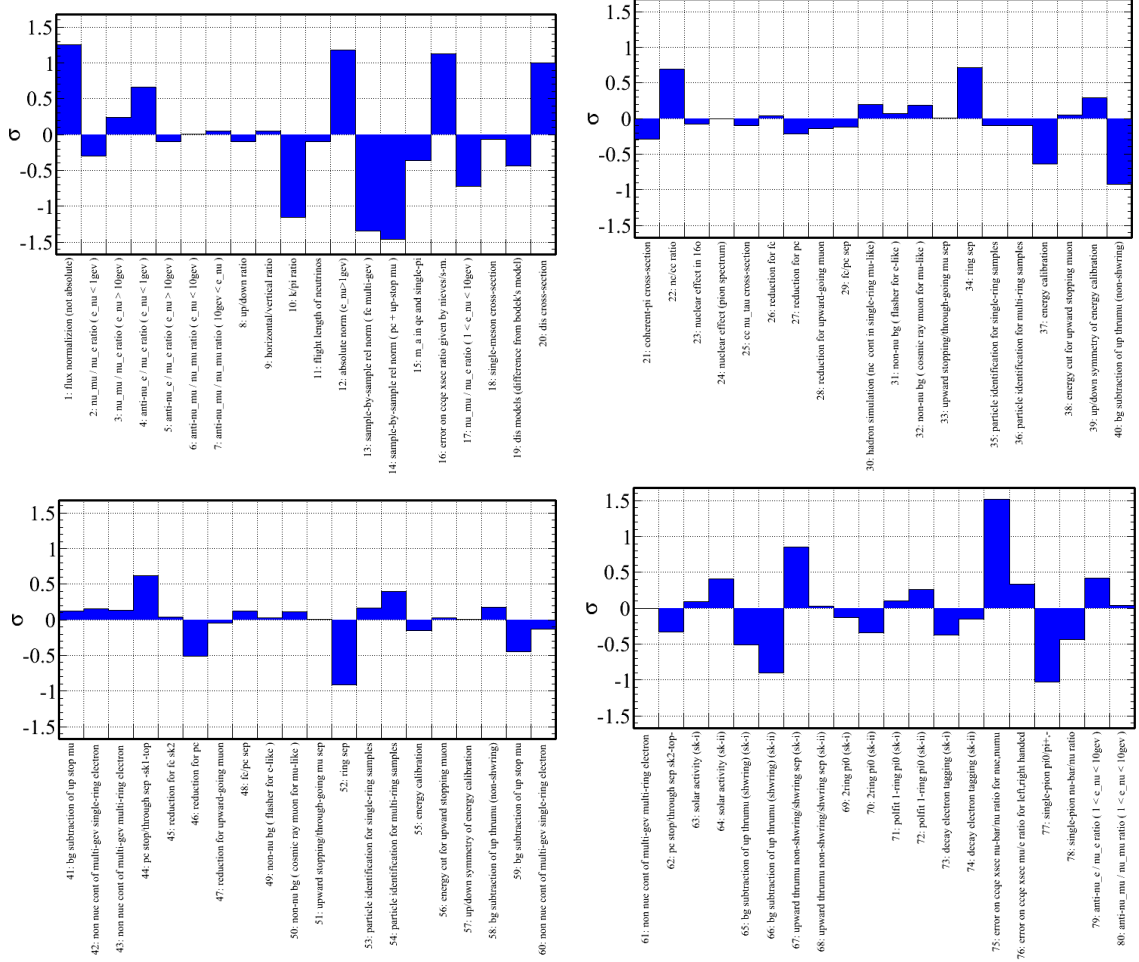 1.5
1
0.5
0
-0.5
-1
-1.5
σ
1: flux normalizion (not absolute)
2: nu_mu / nu_e ratio ( e_nu < 1gev )
3: nu_mu / nu_e ratio ( e_nu > 10gev )
4: anti-nu_e / nu_e ratio ( e_nu < 1gev )
5: anti-nu_e / nu_e ratio ( e_nu > 10gev )
6: anti-nu_mu / nu_mu ratio ( e_nu < 10gev )
7: anti-nu_mu / nu_mu ratio ( 10gev < e_nu )
8: up/down ratio
9: horizontal/vertical ratio
10: k/pi ratio
11: flight length of neutrinos
12: absolute norm (e_nu>1gev)
13: sample-by-sample rel norm ( fc multi-gev )
14: sample-by-sample rel norm ( pc + up-stop mu )
15: m_a in qe and single-pi
16: error on ccqe xsec ratio given by nieves/s-m.
17: nu_mu / nu_e ratio ( 1 < e_nu < 10gev )
18: single-meson cross-section
19: dis models (difference from bodek's model)
20: dis cross-section
1.5
1
0.5
0
-0.5
-1
-1.5
σ
21: coherent-pi cross-section
22: nc/cc ratio
23: nuclear effect in 16o
24: nuclear effect (pion spectrum)
25: cc nu_tau cross-section
26: reduction for fc
27: reduction for pc
28: reduction for upward-going muon
29: fc/pc sep
30: hadron simulation (nc  cont in single-ring mu-like)
31: non-nu bg ( flasher for e-like )
32: non-nu bg ( cosmic ray muon for mu-like )
33: upward stopping/through-going mu sep
34: ring sep
35: particle identification for single-ring samples
36: particle identification for multi-ring samples
37: energy calibration
38: energy cut for upward stopping muon
39: up/down symmetry of energy calibration
40: bg subtraction of up thrumu (non-shwring)
1.5
1
0.5
0
-0.5
-1
-1.5
σ
41: bg subtraction of up stop mu
42: non nue cont of multi-gev single-ring electron
43: non nue cont of multi-gev multi-ring electron
44: pc stop/through sep -sk1-top
45: reduction for fc sk2
46: reduction for pc
47: reduction for upward-going muon
48: fc/pc sep
49: non-nu bg ( flasher for e-like )
50: non-nu bg ( cosmic ray muon for mu-like )
51: upward stopping/through-going mu sep
52: ring sep
53: particle identification for single-ring samples
54: particle identification for multi-ring samples
55: energy calibration
56: energy cut for upward stopping muon
57: up/down symmetry of energy calibration
58: bg subtraction of up thrumu (non-shwring)
59: bg subtraction of up stop mu
60: non nue cont of multi-gev single-ring electron
1.5
1
0.5
0
-0.5
-1
-1.5
σ
61: non nue cont of multi-gev multi-ring electron
62: pc stop/through sep sk2-top-
63: solar activity (sk-i)
64: solar activity (sk-ii)
65: bg subtraction of up thrumu (shwring) (sk-i)
66: bg subtraction of up thrumu (shwring) (sk-ii)
67: upward thrumu non-shwring/shwring sep (sk-i)
68: upward thrumu non-shwring/shwring sep (sk-ii)
69: 2ring pi0 (sk-i)
70: 2ring pi0 (sk-ii)
71: polfit 1-ring pi0 (sk-i)
72: polfit 1-ring pi0 (sk-ii)
73: decay electron tagging (sk-i)
74: decay electron tagging (sk-ii)
75: error on ccqe xsec nu-bar/nu ratio for nue,numu
76: error on ccqe xsec mu/e ratio for left,right handed
77: single-pion pi0/pi+,-
78: single-pion nu-bar/nu ratio
79: anti-nu_e / nu_e ratio ( 1 < e_nu < 10gev )
80: anti-nu_mu / nu_mu ratio ( 1 < e_nu < 10gev )